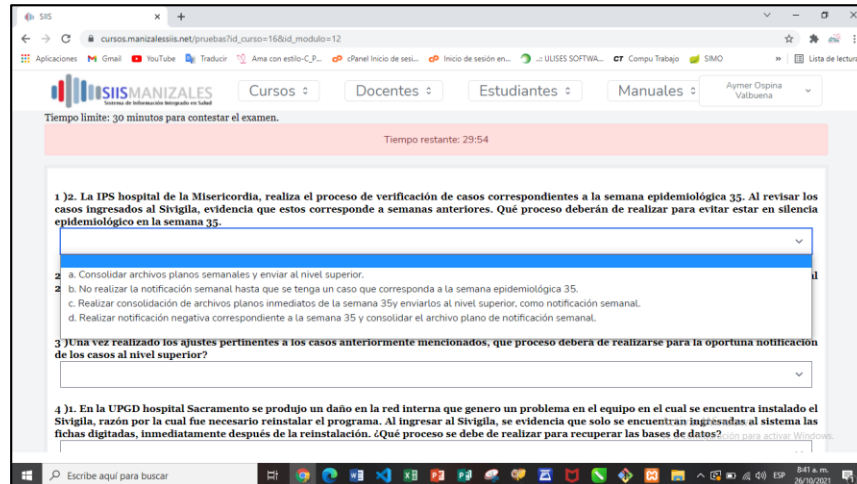 SIIS
cursos.manizalessiis.net/pruebas?id_curso=16&id_modulo=12
Aplicaciones Gmail YouTube Traducir Ama con estilo-C_P... cPanel Inicio de sesi... Inicio de sesión en... ..:: ULISES SOFTWA... CT Compu Trabajo SIMO » Lista de lectura
SIISMANIZALES Cursos Docentes Estudiantes Manuales Aymer Ospina
Sistema de Información Integrado en Salud Valbuena
Tiempo limite: 30 minutos para contestar el examen.
Tiempo restante: 29:54
1 )2. La IPS hospital de la Misericordia, realiza el proceso de verificación de casos correspondientes a la semana epidemiológica 35. Al revisar los
casos ingresados al Sivigila, evidencia que estos corresponde a semanas anteriores. Qué proceso deberán de realizar para evitar estar en silencio
epidemiológico en la semana 35.
a. Consolidar archivos planos semanales y enviar al nivel superior.
b. No realizar la notificación semanal hasta que se tenga un caso que corresponda a la semana epidemiológica 35.
c. Realizar consolidación de archivos planos inmediatos de la semana 35y enviarlos al nivel superior, como notificación semanal.
d. Realizar notificación negativa correspondiente a la semana 35 y consolidar el archivo plano de notificación semanal.
3 )Una vez realizado los ajustes pertinentes a los casos anteriormente mencionados, que proceso deberá de realizarse para la oportuna notificación
de los casos al nivel superior?
4 )1. En la UPGD hospital Sacramento se produjo un daño en la red interna que genero un problema en el equipo en el cual se encuentra instalado el
Sivigila, razón por la cual fue necesario reinstalar el programa. Al ingresar al Sivigila, se evidencia que solo se encuentran ingresadas al sistema las
fichas digitadas, inmediatamente después de la reinstalación. ¿Qué proceso se debe de realizar para recuperar las bases de datos?
Escribe aquí para buscar
ESP
8:41 a. m.
26/10/2021